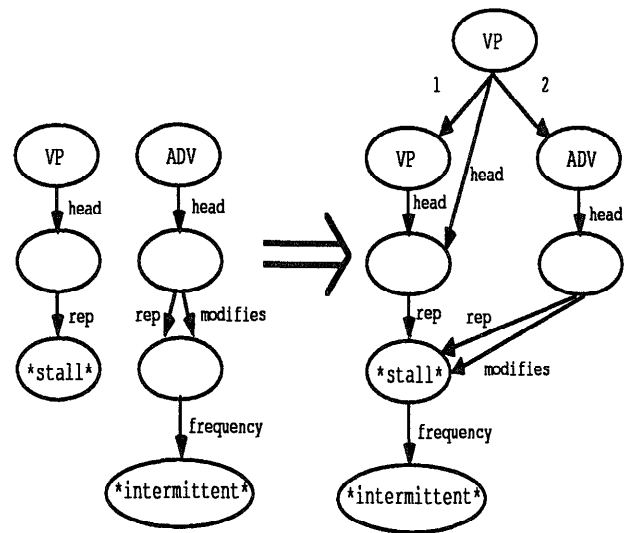 VP
1
2
VP
ADV
VP
ADV
head
head
head
head
head
rep
rep
modifies
rep
rep
modifies
*stall*
*stall*
frequency
frequency
*intermittent*
*intermittent*